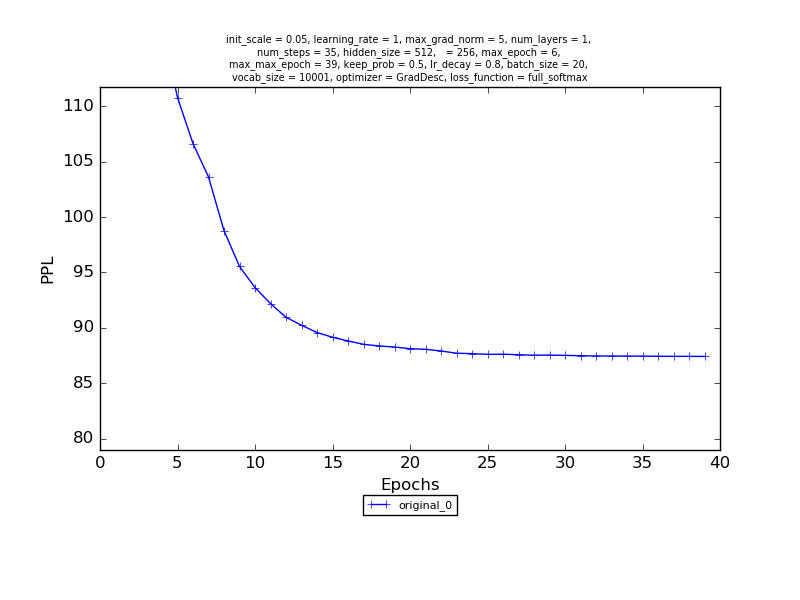 init_scale = 0.05, learning_rate = 1, max_grad_norm = 5, num_layers = 1,
num_steps = 35, hidden_size = 512,   = 256, max_epoch = 6,
max_max_epoch = 39, keep_prob = 0.5, lr_decay = 0.8, batch_size = 20,
vocab_size = 10001, optimizer = GradDesc, loss_function = full_softmax
110
105
100
95
90
85
80
PPL
0 5 10 15 20 25 30 35 40
Epochs
original_0